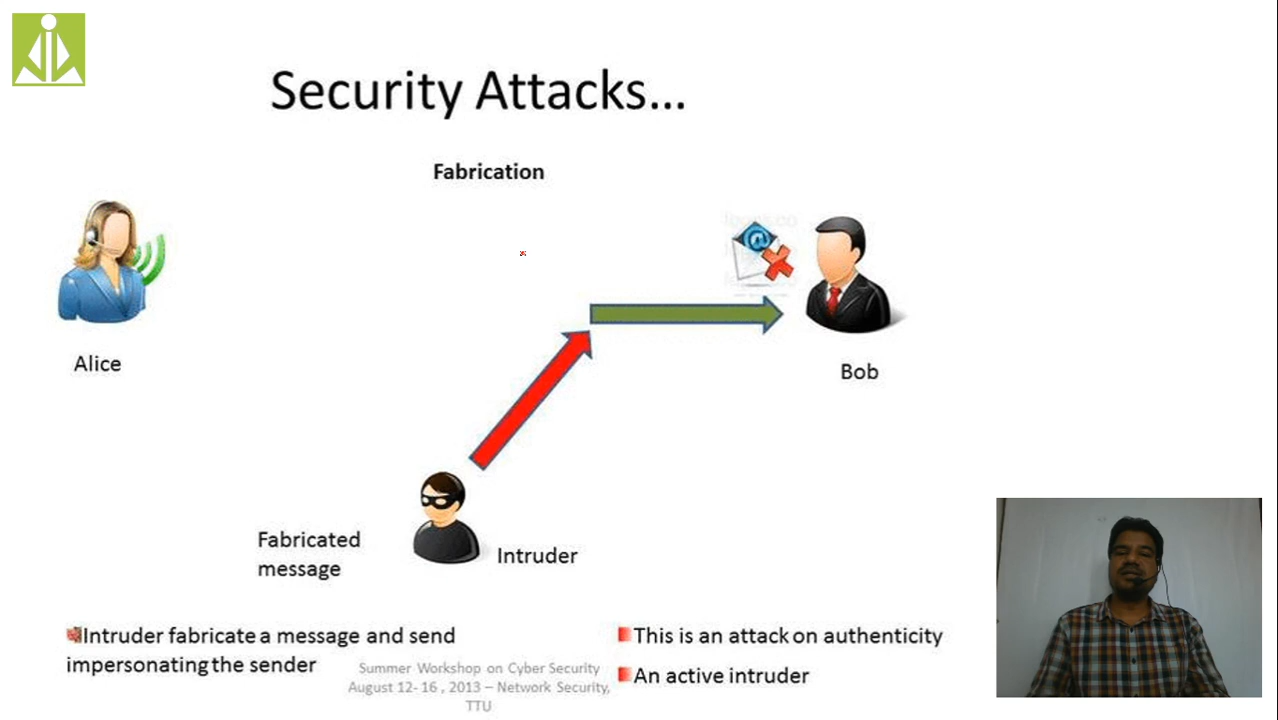 Security Attacks...
Fabrication
Alice
Bob
Fabricated
message
Intruder
Intruder fabricate a message and send
impersonating the sender
This is an attack on authenticity
An active intruder
Summer Workshop on Cyber Security
August 12- 16 , 2013 – Network Security,
TTU